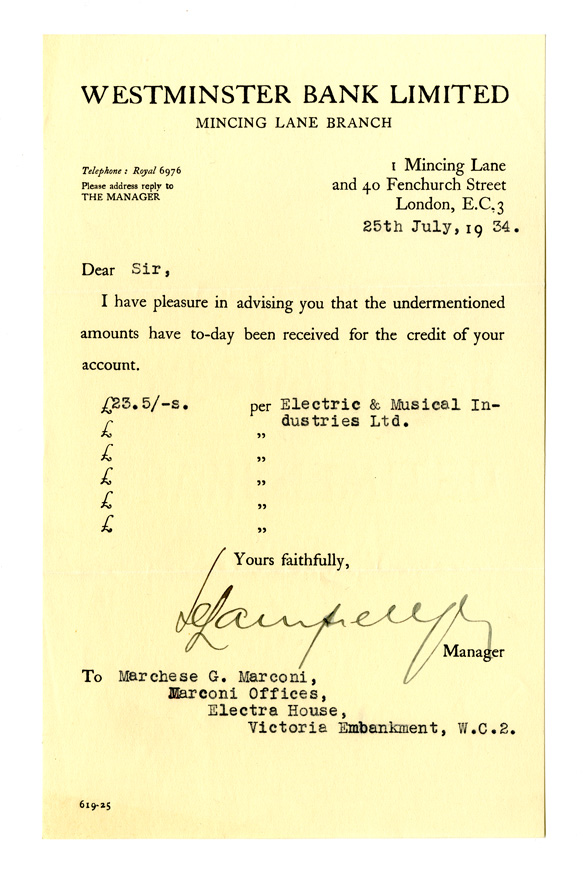 WESTMINSTER BANK LIMITED
MINCING LANE BRANCH
Telephone: Royal 6976
Please address reply to
THE MANAGER
1 Mincing Lane
and 40 Fenchurch Street
London, E.C.3
25th July, 19 34.
Dear Sir,
I have pleasure in advising you that the undermentioned
amounts have to-day been received for the credit of your
account.
£23.5/-s. per Electric & Musical In-
£ „ dustries Ltd.
£ „
£ „
£ „
£ „
Yours faithfully,
Manager
To Marchese G. Marconi,
Marconi Offices,
Electra House,
Victoria Embankment, W.C.2.
619-25